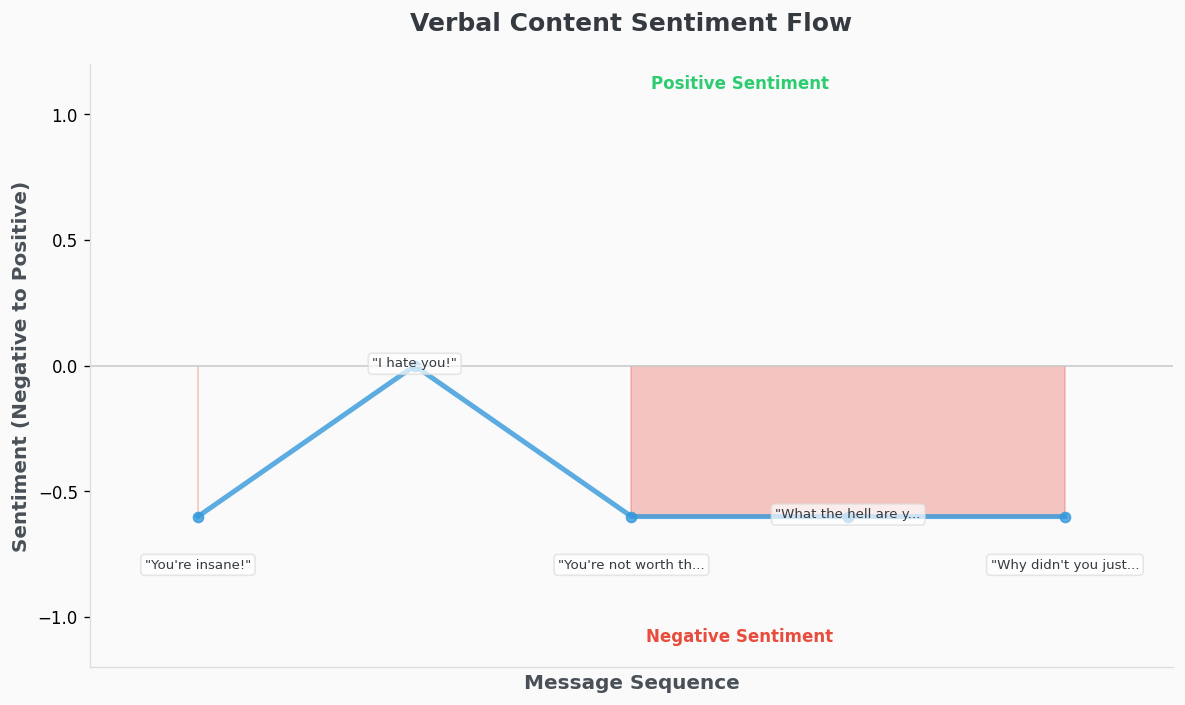 Verbal Content Sentiment Flow
Positive Sentiment
1.0
0.5
0.0
−0.5
−1.0
Sentiment (Negative to Positive)
"I hate you!"
"What the hell are y...
"You're insane!"
"You're not worth th...
"Why didn't you just...
Negative Sentiment
Message Sequence